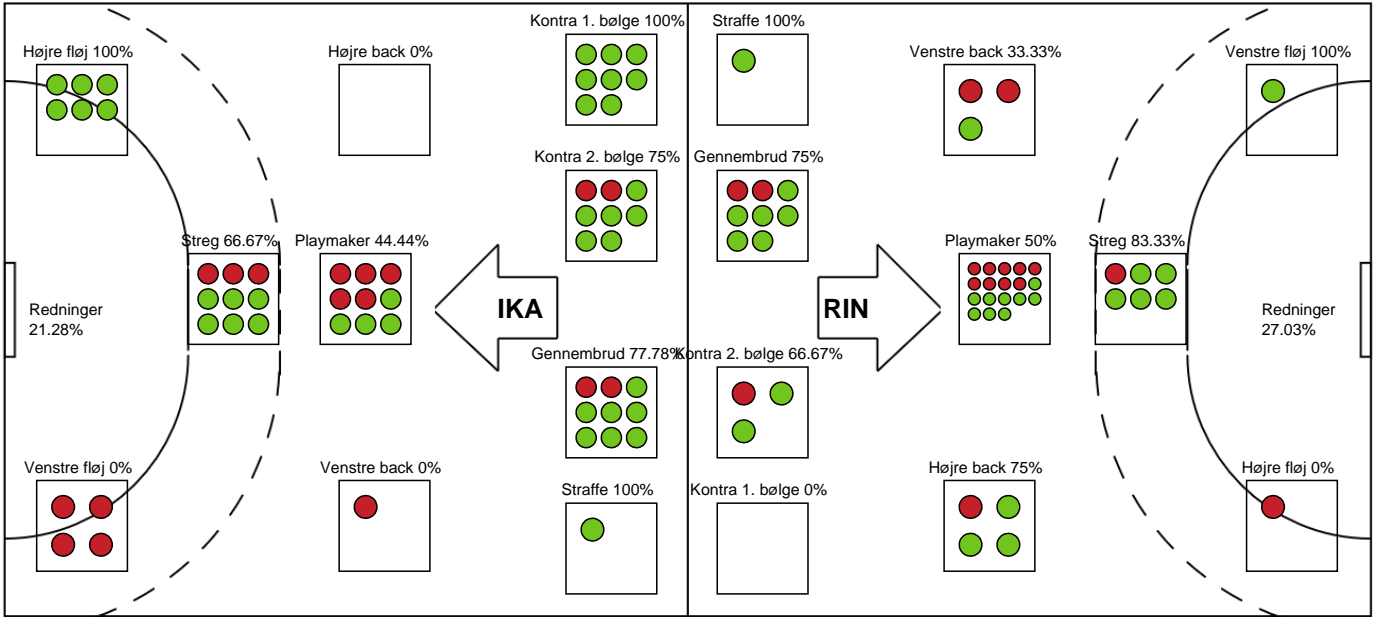 Kontra 1. bølge 100%
Straffe 100%
Højre fløj 100%
Højre back 0%
Venstre back 33.33%
Venstre fløj 100%
Kontra 2. bølge 75%
Gennembrud 75%
Streg 66.67%
Playmaker 44.44%
Playmaker 50%
Streg 83.33%
Redninger
21.28%
IKA
RIN
Redninger
27.03%
Gennembrud 77.78%
Kontra 2. bølge 66.67%
Venstre fløj 0%
Venstre back 0%
Straffe 100%
Kontra 1. bølge 0%
Højre back 75%
Højre fløj 0%